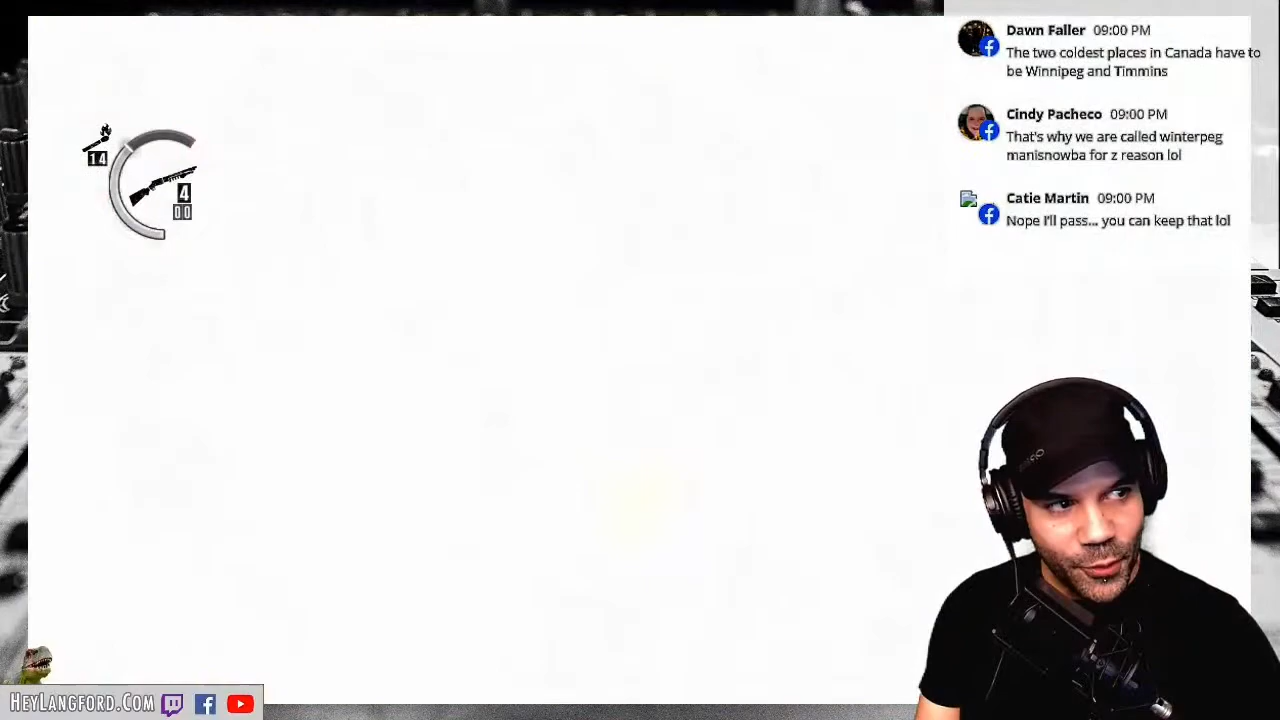 Dawn Faller 09:00 PM
The two coldest places in Canada have to
be Winnipeg and Timmins
Cindy Pacheco 09:00 PM
That's why we are called winterpeg
manisnowba for z reason lol
Catie Martin 09:00 PM
Nope I'll pass... you can keep that lol
14
4
00
HeyLangford.Com